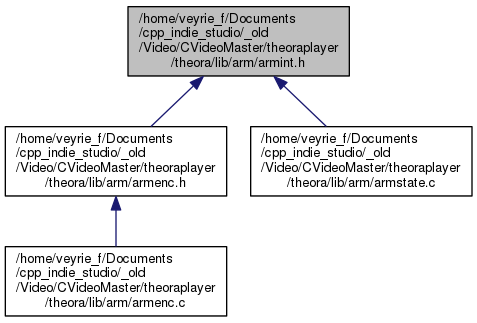 /home/veyrie_f/Documents
/cpp_indie_studio/_old
/Video/CVideoMaster/theoraplayer
/theora/lib/arm/armint.h
/home/veyrie_f/Documents
/cpp_indie_studio/_old
/Video/CVideoMaster/theoraplayer
/theora/lib/arm/armenc.h
/home/veyrie_f/Documents
/cpp_indie_studio/_old
/Video/CVideoMaster/theoraplayer
/theora/lib/arm/armstate.c
/home/veyrie_f/Documents
/cpp_indie_studio/_old
/Video/CVideoMaster/theoraplayer
/theora/lib/arm/armenc.c